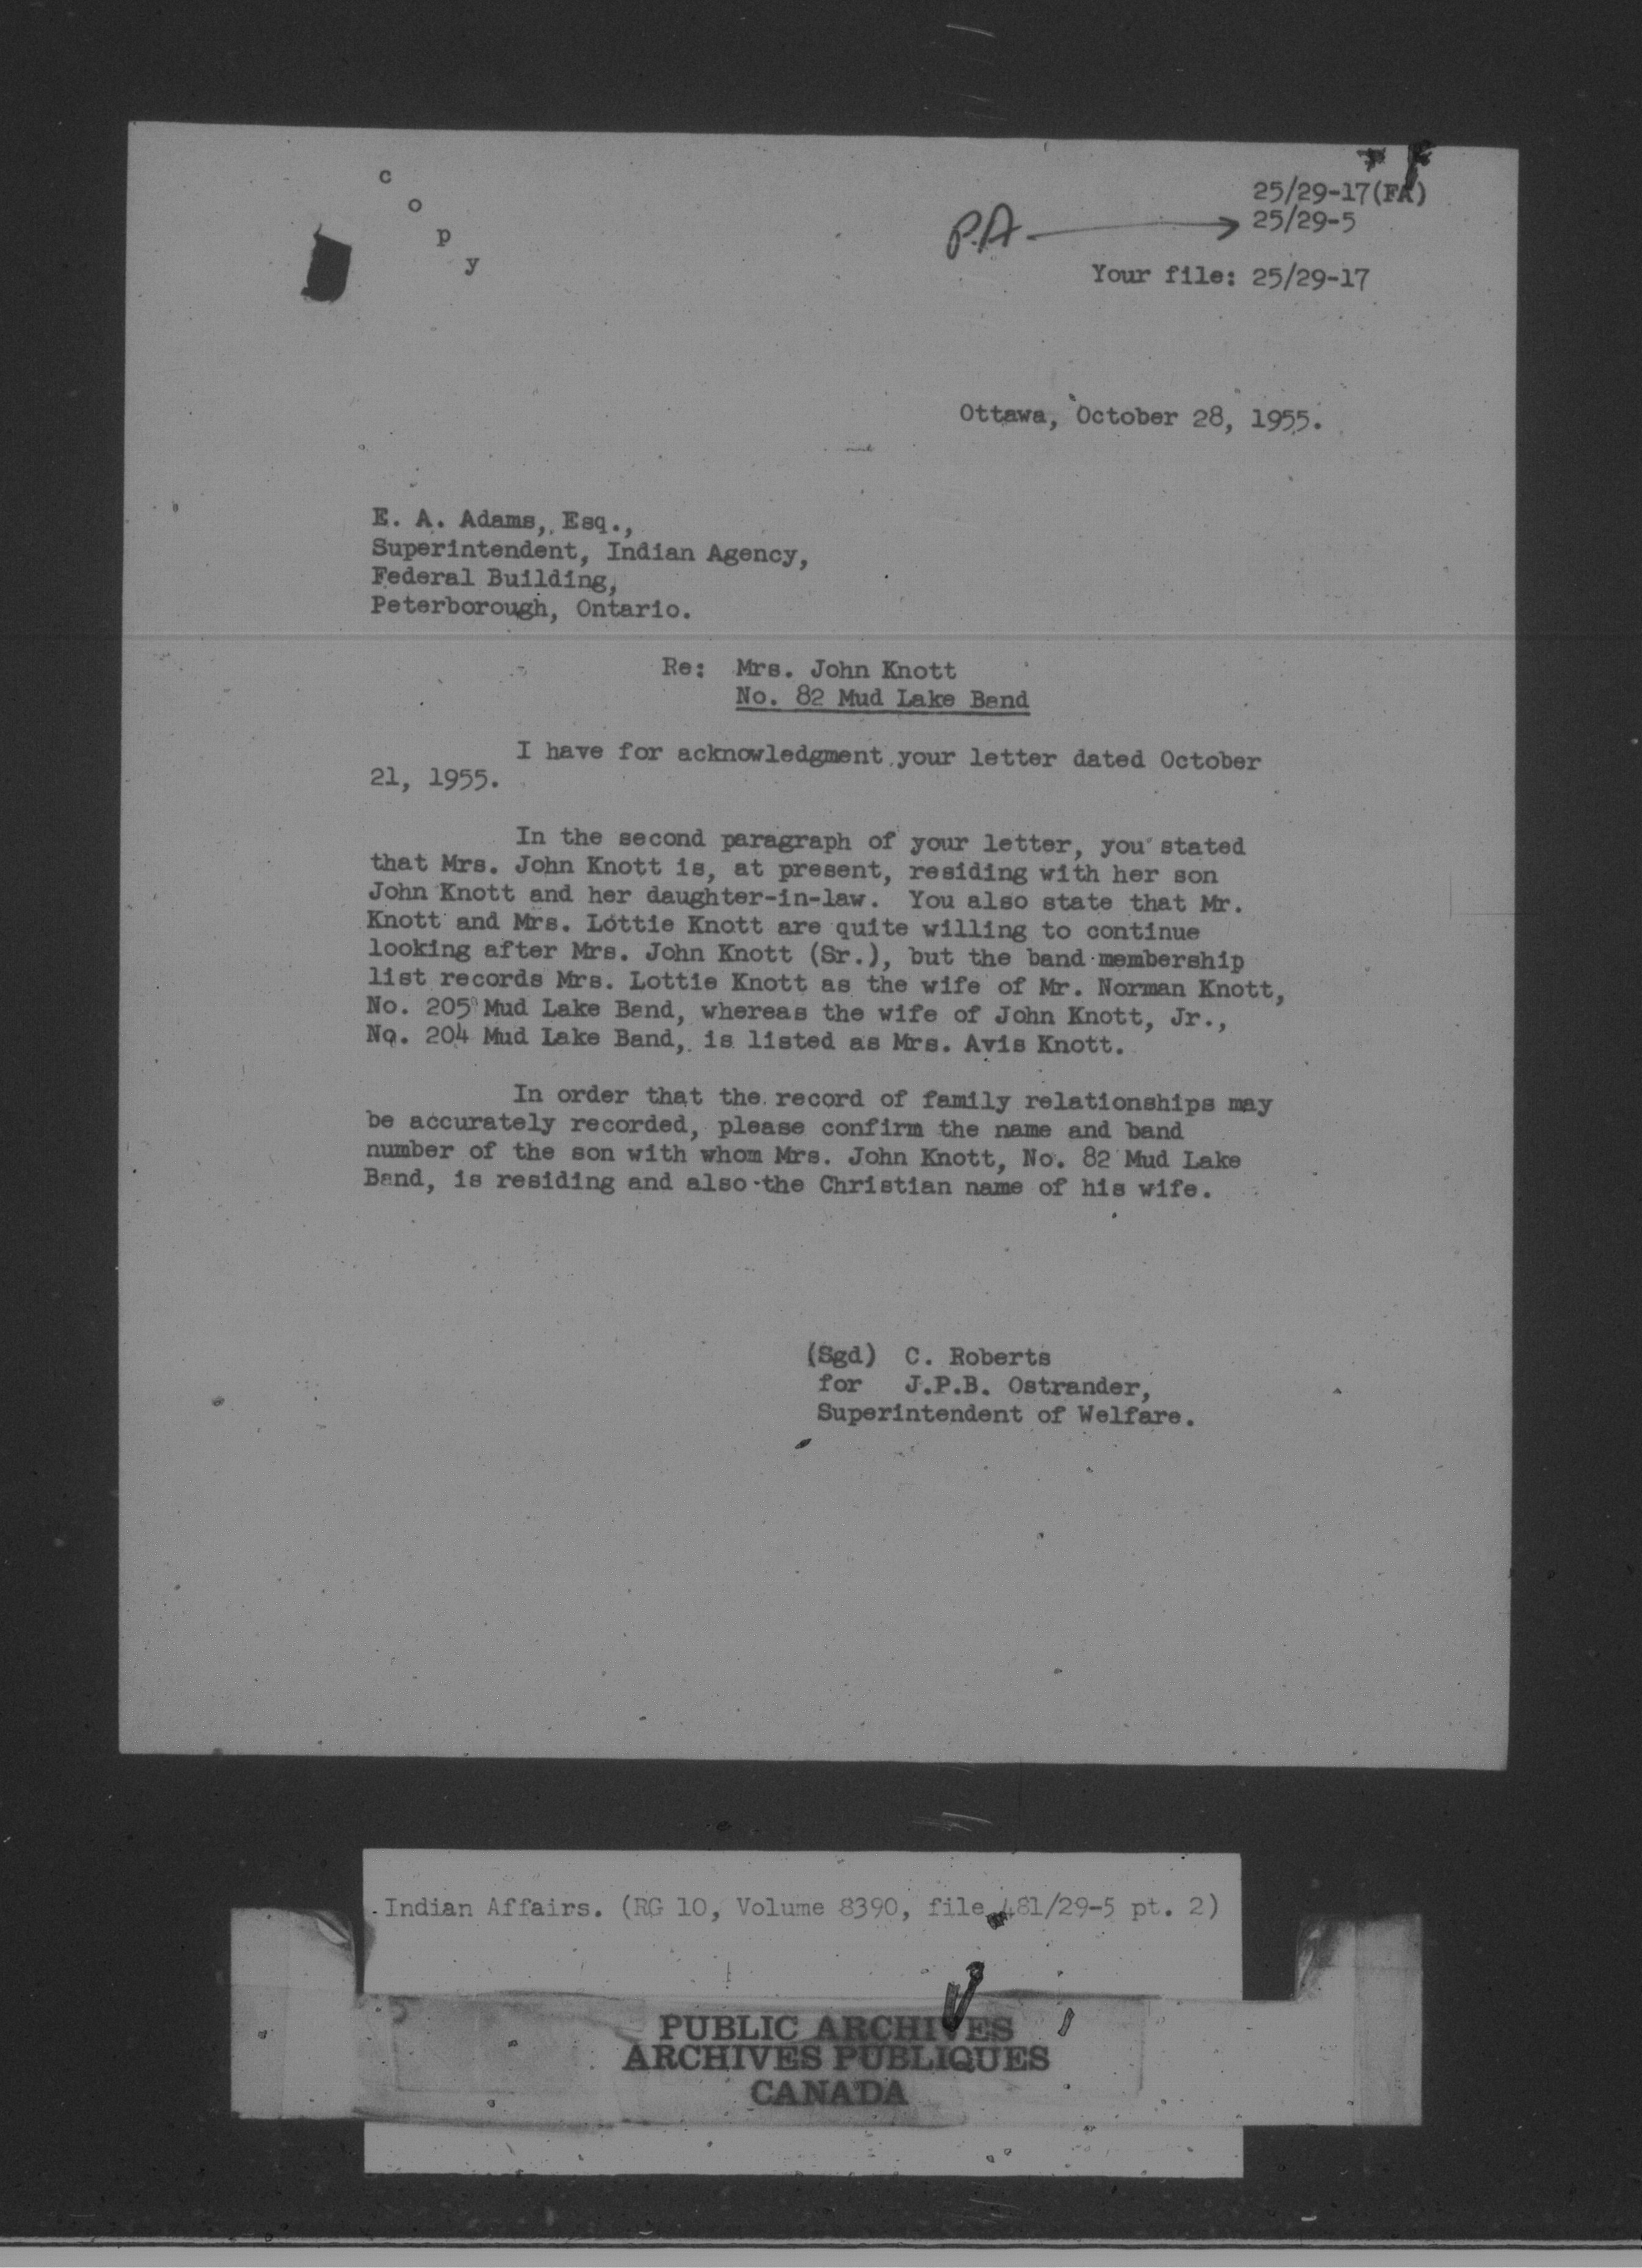 c
o
p
y
25/29-17(FA)
P.A. 25/29-5
Your file: 25/29-17
Ottawa, October 28, 1955.
E. A. Adams, Esq.,
Superintendent, Indian Agency,
Federal Building,
Peterborough, Ontario.
Re: Mrs. John Knott
No. 82 Mud Lake Band
I have for acknowledgment your letter dated October
21, 1955.
In the second paragraph of your letter, you stated
that Mrs. John Knott is, at present, residing with her son
John Knott and her daughter-in-law. You also state that Mr.
Knott and Mrs. Lottie Knott are quite willing to continue
looking after Mrs. John Knott (Sr.), but the band membership
list records Mrs. Lottie Knott as the wife of Mr. Norman Knott,
No. 205 Mud Lake Band, whereas the wife of John Knott, Jr.,
No. 204 Mud Lake Band, is listed as Mrs. Avis Knott.
In order that the record of family relationships may
be accurately recorded, please confirm the name and band
number of the son with whom Mrs. John Knott, No. 82 Mud Lake
Band, is residing and also the Christian name of his wife.
(Sgd) C. Roberts
for J.P.B. Ostrander,
Superintendent of Welfare.
Indian Affairs. (RG 10, Volume 8390, file 481/29-5 pt. 2)
PUBLIC ARCHIVES
ARCHIVES PUBLIQUES
CANADA